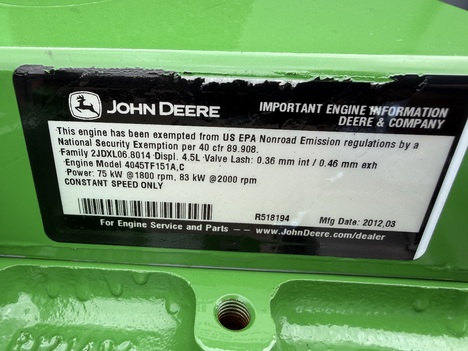 JOHN DEERE
IMPORTANT ENGINE INFORMATION
DEERE & COMPANY
This engine has been exempted from US EPA Nonroad Emission regulations by a
National Security Exemption per 40 cfr 89.908.
Family 2JDXL06.8014 Displ. 4.5L Valve Lash: 0.36 mm int / 0.46 mm exh
Engine Model 4045TF151A,C
Power: 75 kW @1800 rpm, 83 kW @2000 rpm
CONSTANT SPEED ONLY
R518194
Mfg Date: 2012,03
For Engine Service and Parts –– www.JohnDeere.com/dealer